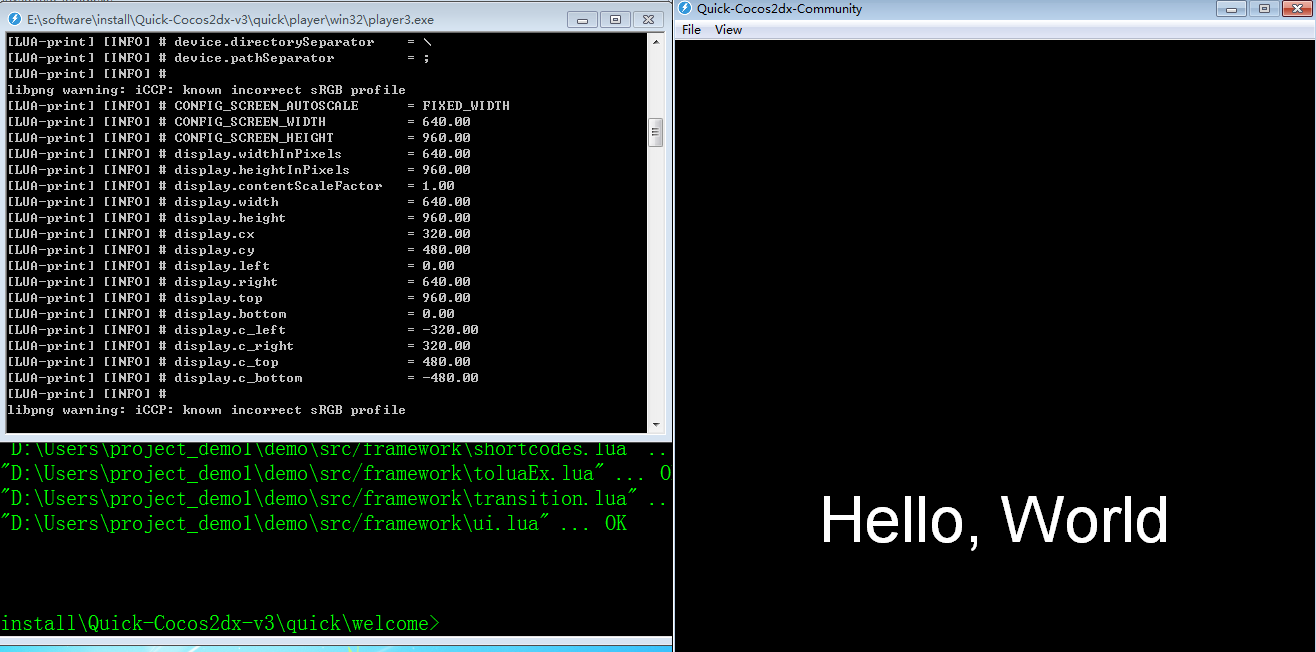 E:\software\install\Quick-Cocos2dx-v3\quick\player\win32\player3.exe
[LUA-print] [INFO] # device.directorySeparator    = \
[LUA-print] [INFO] # device.pathSeparator         = ;
[LUA-print] [INFO] #
libpng warning: iCCP: known incorrect sRGB profile
[LUA-print] [INFO] # CONFIG_SCREEN_AUTOSCALE      = FIXED_WIDTH
[LUA-print] [INFO] # CONFIG_SCREEN_WIDTH          = 640.00
[LUA-print] [INFO] # CONFIG_SCREEN_HEIGHT         = 960.00
[LUA-print] [INFO] # display.widthInPixels        = 640.00
[LUA-print] [INFO] # display.heightInPixels       = 960.00
[LUA-print] [INFO] # display.contentScaleFactor   = 1.00
[LUA-print] [INFO] # display.width                = 640.00
[LUA-print] [INFO] # display.height               = 960.00
[LUA-print] [INFO] # display.cx                   = 320.00
[LUA-print] [INFO] # display.cy                   = 480.00
[LUA-print] [INFO] # display.left                 = 0.00
[LUA-print] [INFO] # display.right                = 640.00
[LUA-print] [INFO] # display.top                  = 960.00
[LUA-print] [INFO] # display.bottom               = 0.00
[LUA-print] [INFO] # display.c_left               = -320.00
[LUA-print] [INFO] # display.c_right              = 320.00
[LUA-print] [INFO] # display.c_top                = 480.00
[LUA-print] [INFO] # display.c_bottom             = -480.00
[LUA-print] [INFO] #
libpng warning: iCCP: known incorrect sRGB profile
"D:\Users\project_demo1\demo\src/framework\shortcodes.lua" ..
"D:\Users\project_demo1\demo\src/framework\toluaEx.lua" ... O
"D:\Users\project_demo1\demo\src/framework\transition.lua" ..
"D:\Users\project_demo1\demo\src/framework\ui.lua" ... OK
install\Quick-Cocos2dx-v3\quick\welcome>
Quick-Cocos2dx-Community
File View
Hello, World